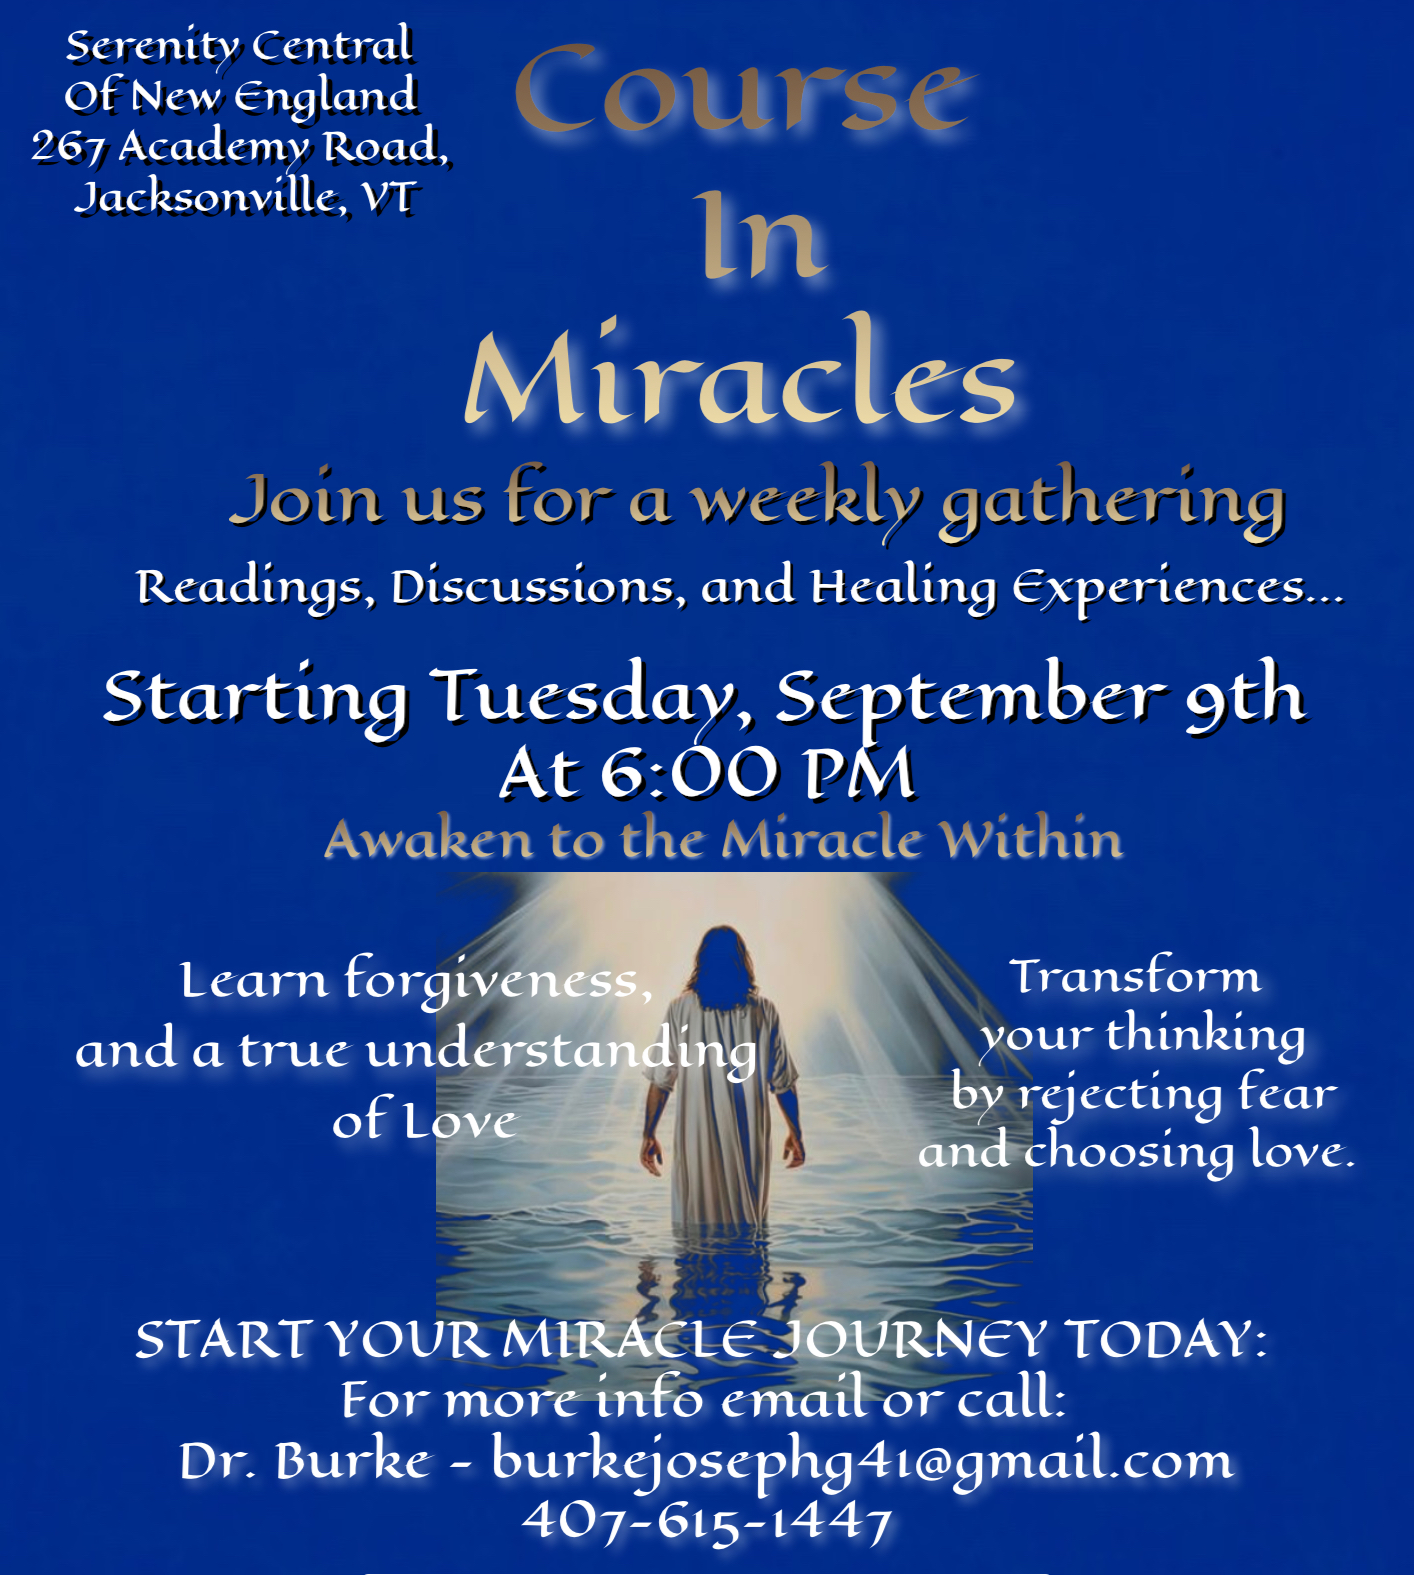 Serenity Central
Of New England
267 Academy Road,
Jacksonville, VT
Course
In
Miracles
Join us for a weekly gathering
Readings, Discussions, and Healing Experiences...
Starting Tuesday, September 9th
At 6:00 PM
Awaken to the Miracle Within
Learn forgiveness,
and a true understanding
of Love
Transform
your thinking
by rejecting fear
and choosing love.
START YOUR MIRACLE JOURNEY TODAY:
For more info email or call:
Dr. Burke - burkejosephg41@gmail.com
407-615-1447